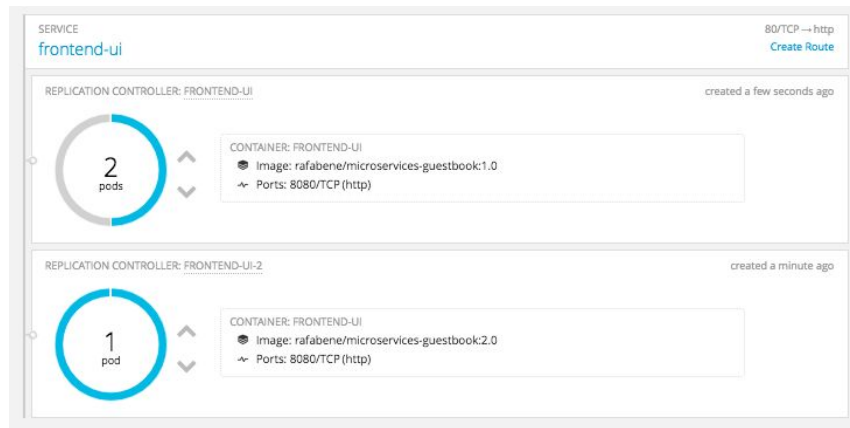 SERVICE
80/TCP → http
frontend-ui
Create Route
REPLICATION CONTROLLER: FRONTEND-UI
created a few seconds ago
2
pods
CONTAINER: FRONTEND-UI
Image: rafabene/microservices-guestbook:1.0
Ports: 8080/TCP (http)
REPLICATION CONTROLLER: FRONTEND-UI-2
created a minute ago
1
pod
CONTAINER: FRONTEND-UI
Image: rafabene/microservices-guestbook:2.0
Ports: 8080/TCP (http)